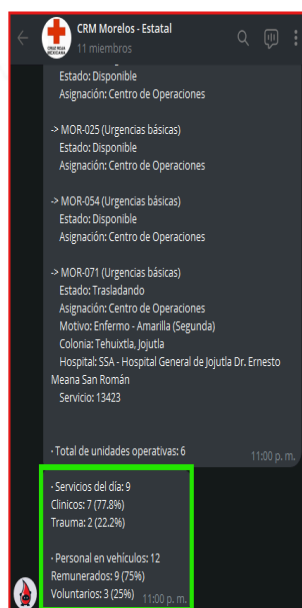 CRM Morelos - Estatal
CRUZ ROJA
MEXICANA
11 miembros
Estado: Disponible
Asignación: Centro de Operaciones
-> MOR-025 (Urgencias básicas)
Estado: Disponible
Asignación: Centro de Operaciones
-> MOR-054 (Urgencias básicas)
Estado: Disponible
Asignación: Centro de Operaciones
-> MOR-071 (Urgencias básicas)
Estado: Trasladando
Asignación: Centro de Operaciones
Motivo: Enfermo - Amarilla (Segunda)
Colonia: Tehuixtla, Jojutla
Hospital: SSA - Hospital General de Jojutla Dr. Ernesto
Meana San Román
Servicio: 13423
· Total de unidades operativas: 6
11:00 p. m.
· Servicios del día: 9
Clinicos: 7 (77.8%)
Trauma: 2 (22.2%)
· Personal en vehículos: 12
Remunerados: 9 (75%)
Voluntarios: 3 (25%) 11:00 p. m.